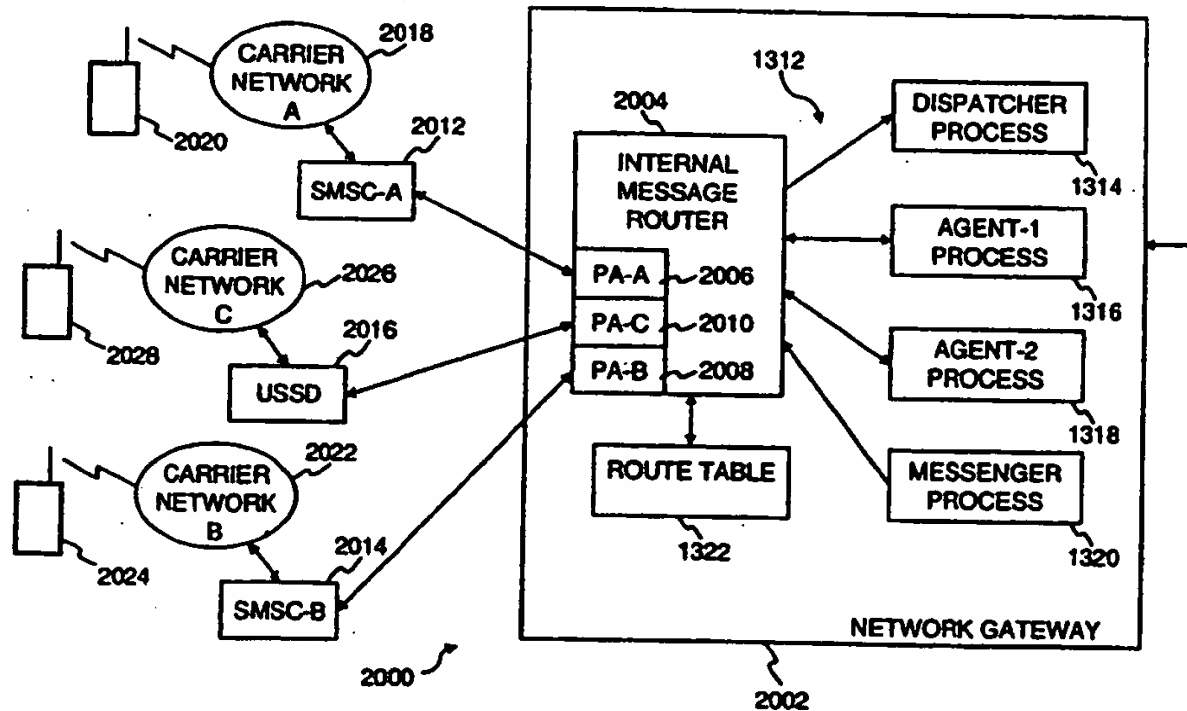 CARRIER
NETWORK
A
2018
2020
2012
SMSC-A
CARRIER
NETWORK
C
2026
2028
2016
USSD
CARRIER
NETWORK
B
2022
2024
2014
SMSC-B
2000
1312
2004
INTERNAL
MESSAGE
ROUTER
PA-A
2006
PA-C
2010
PA-B
2008
ROUTE TABLE
1322
DISPATCHER
PROCESS
1314
AGENT-1
PROCESS
1316
AGENT-2
PROCESS
1318
MESSENGER
PROCESS
1320
NETWORK GATEWAY
2002